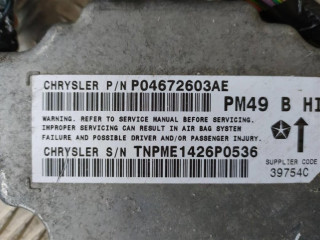 CHRYSLER P/N P04672603AE
PM49 B HI
WARNING. REFER TO SERVICE MANUAL BEFORE SERVICING.
IMPROPER SERVICING CAN RESULT IN AIR BAG SYSTEM
FAILURE AND POSSIBLE DRIVER AND/OR PASSENGER INJURY.
CHRYSLER S/N TNPME1426P0536
SUPPLIER CODE
39754C